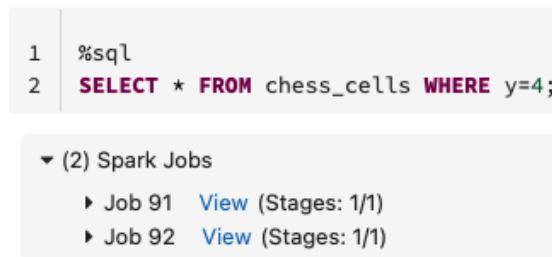 1 %sql
2 SELECT * FROM chess_cells WHERE y=4;
(2) Spark Jobs
Job 91 View (Stages: 1/1)
Job 92 View (Stages: 1/1)